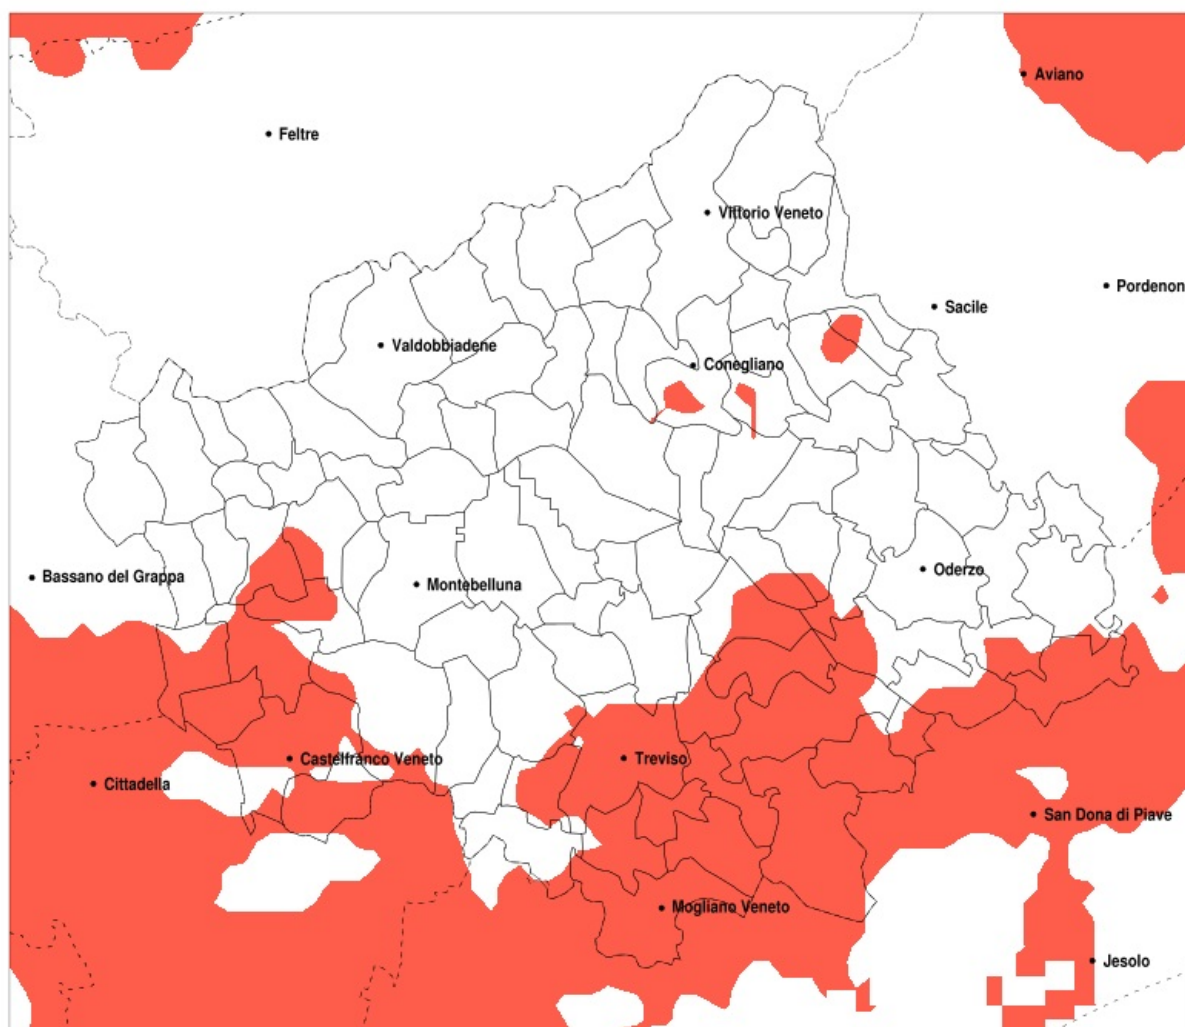 Aviano
Feltre
Vittorio Veneto
Pordenon
Sacile
Valdobbiadene
Conegliano
Oderzo
Bassano del Grappa
Montebelluna
Castelfranco Veneto
Treviso
Cittadella
San Dona di Piave
Mogliano Veneto
Jesolo